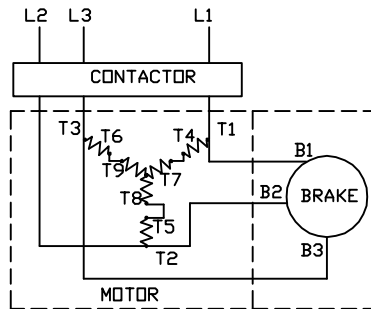 L2 L3 L1
CONTACTOR
T3 T6 T4 T1
T9 T7 B1
T8 B2 BRAKE
T5
T2 B3
MOTOR